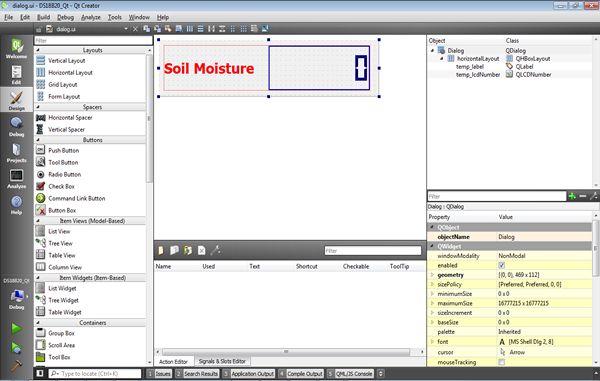 dialog.ui - DS18B20_Qt - Qt Creator
File Edit Build Debug Analyze Tools Window Help
dialog.ui
Welcome
Edit
Design
Debug
Projects
Analyze
Help
DS18B20_Qt
Debug
Filter
Layouts
Vertical Layout
Horizontal Layout
Grid Layout
Form Layout
Spacers
Horizontal Spacer
Vertical Spacer
Buttons
Push Button
Tool Button
Radio Button
Check Box
Command Link Button
Button Box
Item Views (Model-Based)
List View
Tree View
Table View
Column View
Item Widgets (Item-Based)
List Widget
Tree Widget
Table Widget
Containers
Group Box
Scroll Area
Tool Box
Soil Moisture 0
Filter
Name Used Text Shortcut Checkable ToolTip
Action Editor Signals & Slots Editor
Object Class
Dialog QDialog
horizontalLayout QHBoxLayout
temp_label QLabel
temp_lcdNumber QLCDNumber
Filter
Dialog : QDialog
Property Value
QObject
objectName Dialog
QWidget
windowModality NonModal
enabled
geometry [(0, 0), 469 x 112]
sizePolicy [Preferred, Preferred, 0, 0]
minimumSize 0 x 0
maximumSize 16777215 x 16777215
sizeIncrement 0 x 0
baseSize 0 x 0
palette Inherited
font A [MS Shell Dlg 2, 8]
cursor Arrow
mouseTracking
Type to locate (Ctrl+K) 1 Issues 2 Search Results 3 Application Output 4 Compile Output 5 QML/JS Console